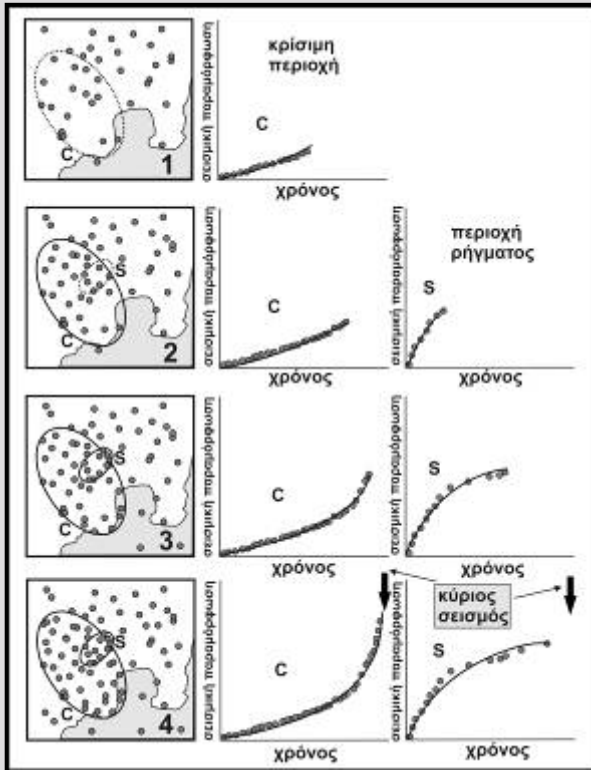 κρίσιμη
περιοχή
C
C
1
σεισμική παραμόρφωση
χρόνος
περιοχή
ρήγματος
S
C
2
σεισμική παραμόρφωση
C
χρόνος
σεισμική παραμόρφωση
S
χρόνος
S
C
3
σεισμική παραμόρφωση
C
χρόνος
σεισμική παραμόρφωση
S
χρόνος
κύριος
σεισμός
S
C
4
σεισμική παραμόρφωση
C
χρόνος
σεισμική παραμόρφωση
S
χρόνος